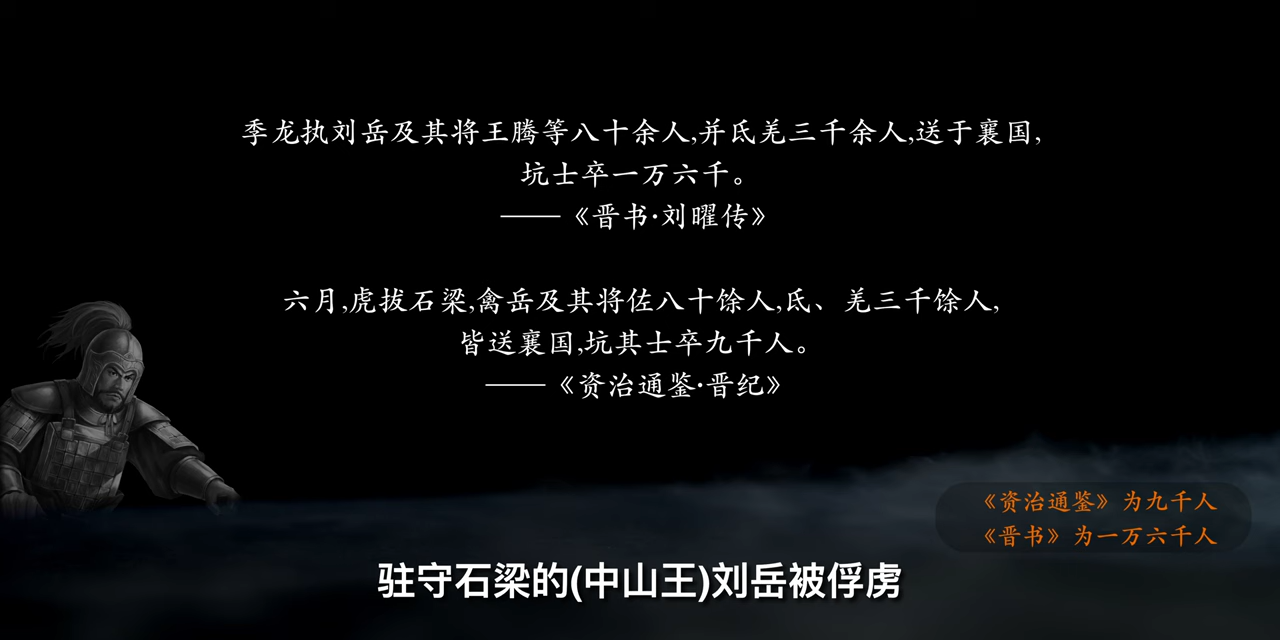 季龙执刘岳及其将王腾等八十余人,并氐羌三千余人,送于襄国,
坑士卒一万六千。
——《晋书·刘曜传》
六月,虎拔石梁,禽岳及其将佐八十馀人,氐、羌三千馀人,
皆送襄国,坑其士卒九千人。
——《资治通鉴·晋纪》
《资治通鉴》为九千人
《晋书》为一万六千人
驻守石梁的(中山王)刘岳被俘虏